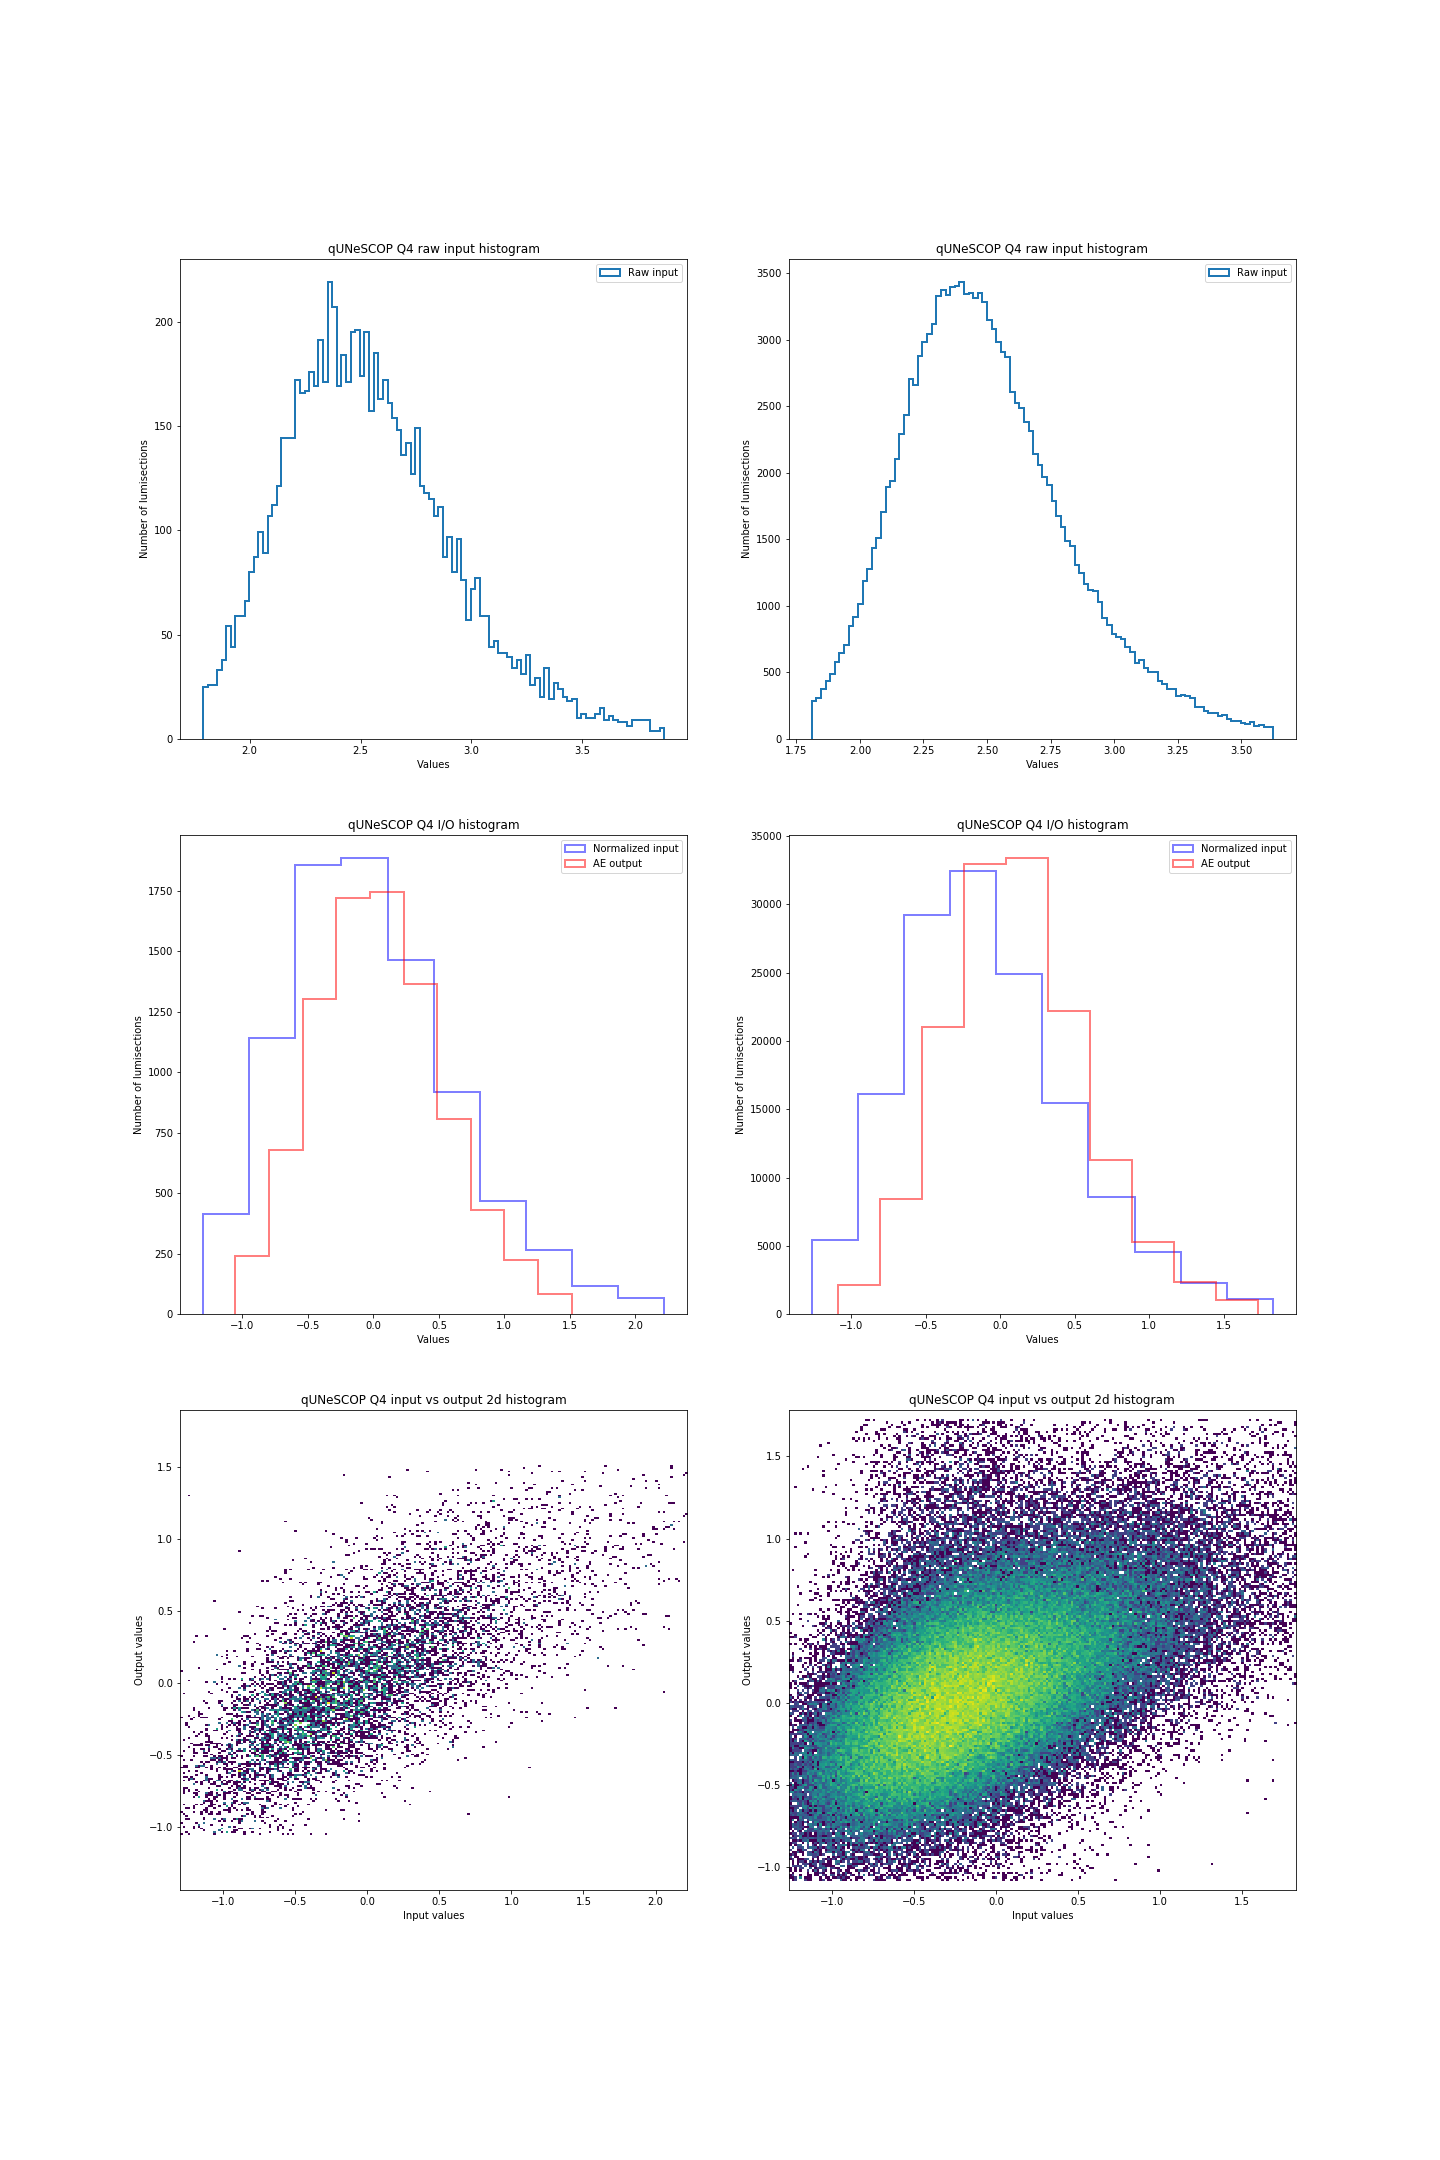 qUNeSCOP Q4 raw input histogram
Raw input
200
150
100
50
0
Number of lumisections
2.0 2.5 3.0 3.5
Values
qUNeSCOP Q4 raw input histogram
Raw input
3500
3000
2500
2000
1500
1000
500
0
Number of lumisections
1.75 2.00 2.25 2.50 2.75 3.00 3.25 3.50
Values
qUNeSCOP Q4 I/O histogram
Normalized input
AE output
1750
1500
1250
1000
750
500
250
0
Number of lumisections
−1.0 −0.5 0.0 0.5 1.0 1.5 2.0
Values
qUNeSCOP Q4 I/O histogram
Normalized input
AE output
35000
30000
25000
20000
15000
10000
5000
0
Number of lumisections
−1.0 −0.5 0.0 0.5 1.0 1.5
Values
qUNeSCOP Q4 input vs output 2d histogram
1.5
1.0
0.5
0.0
−0.5
−1.0
Output values
−1.0 −0.5 0.0 0.5 1.0 1.5 2.0
Input values
qUNeSCOP Q4 input vs output 2d histogram
1.5
1.0
0.5
0.0
−0.5
−1.0
Output values
−1.0 −0.5 0.0 0.5 1.0 1.5
Input values